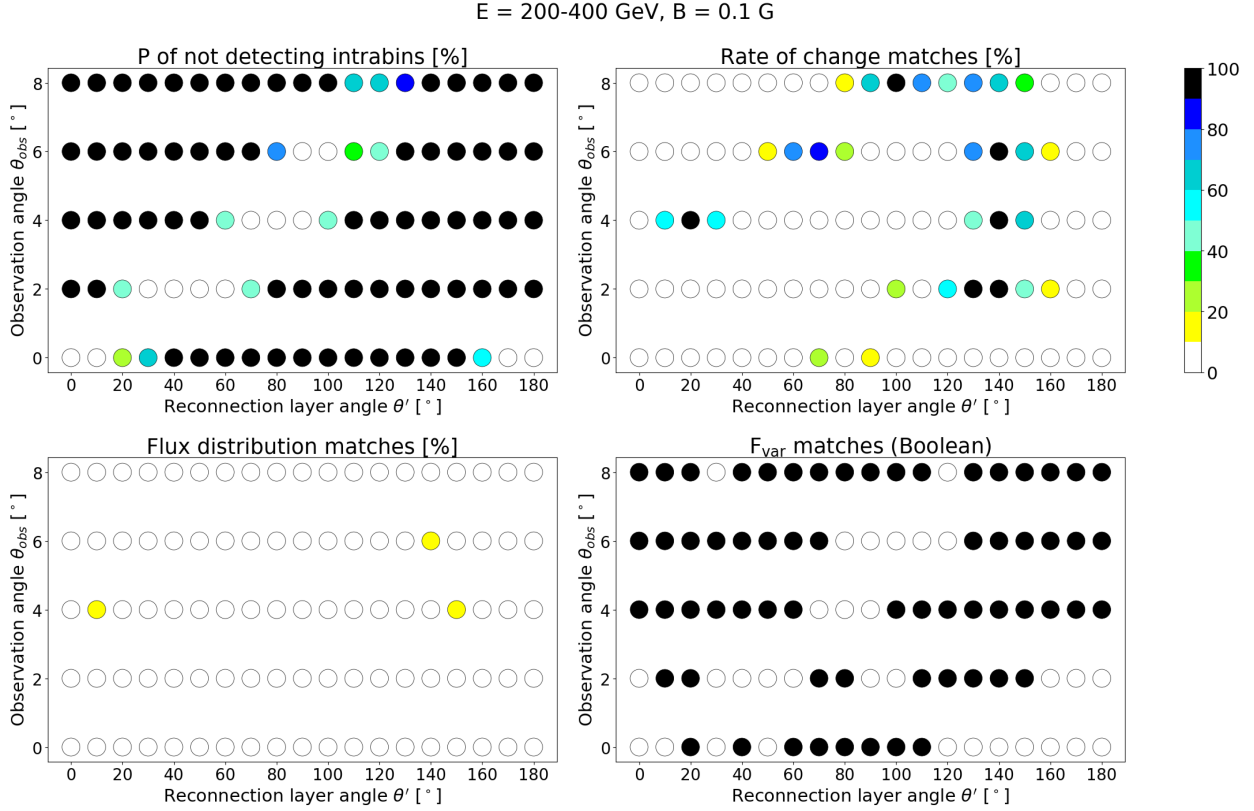 E = 200-400 GeV, B = 0.1 G
P of not detecting intrabins [%]
Observation angle θobs [°]
8
6
4
2
0
0 20 40 60 80 100 120 140 160 180
Reconnection layer angle θ′ [°]
Rate of change matches [%]
Observation angle θobs [°]
8
6
4
2
0
0 20 40 60 80 100 120 140 160 180
Reconnection layer angle θ′ [°]
100
80
60
40
20
0
Flux distribution matches [%]
Observation angle θobs [°]
8
6
4
2
0
0 20 40 60 80 100 120 140 160 180
Reconnection layer angle θ′ [°]
Fvar matches (Boolean)
Observation angle θobs [°]
8
6
4
2
0
0 20 40 60 80 100 120 140 160 180
Reconnection layer angle θ′ [°]